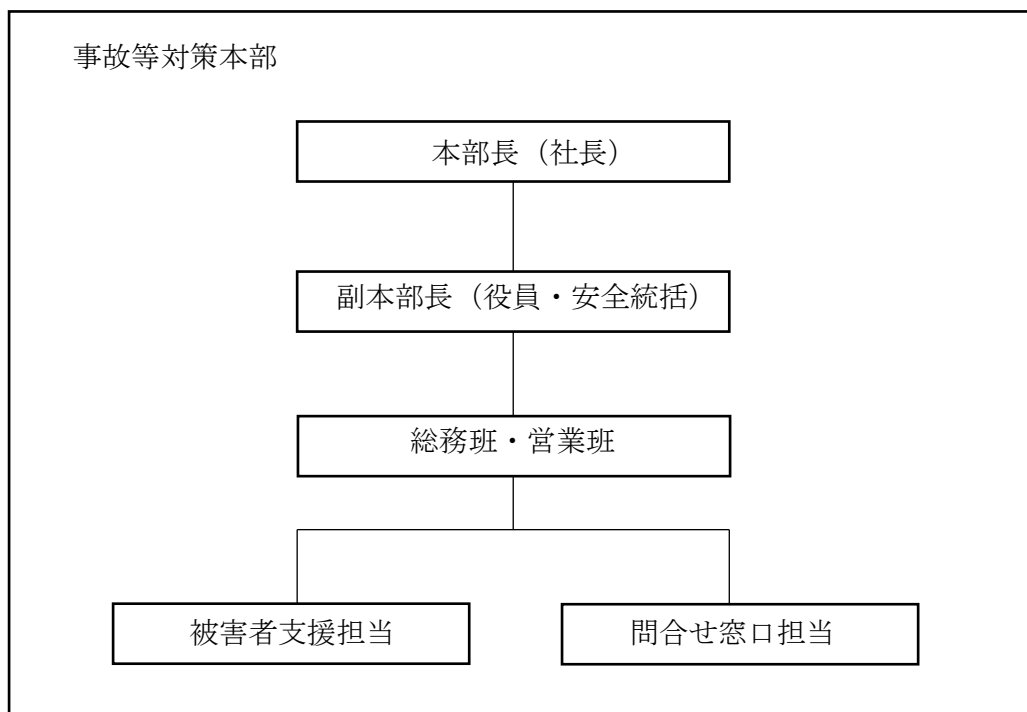 事故等対策本部
本部長（社長）
副本部長（役員・安全統括）
総務班・営業班
被害者支援担当
問合せ窓口担当